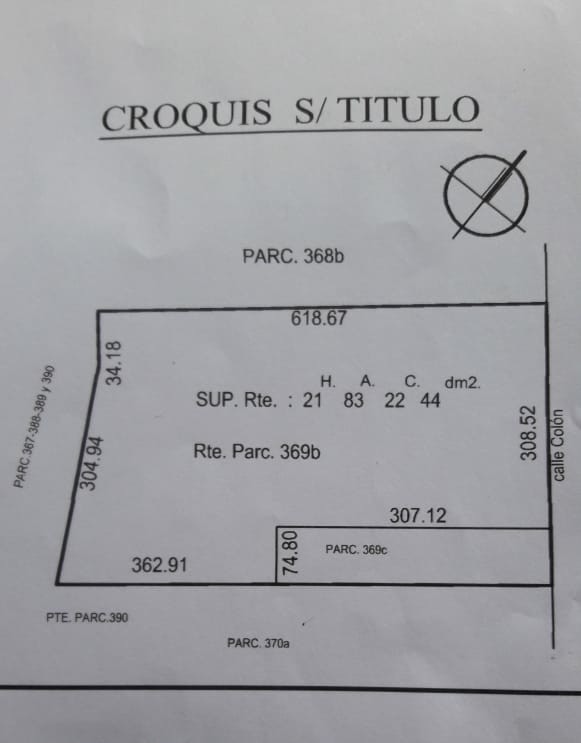 CROQUIS S/ TITULO
PARC. 368b
618.67
34.18
H. A. C. dm2.
SUP. Rte. : 21 83 22 44
308.52
calle Colón
PARC.367-388-389 y 390
304.94
Rte. Parc. 369b
307.12
74.80
PARC. 369c
362.91
PTE. PARC.390
PARC. 370a